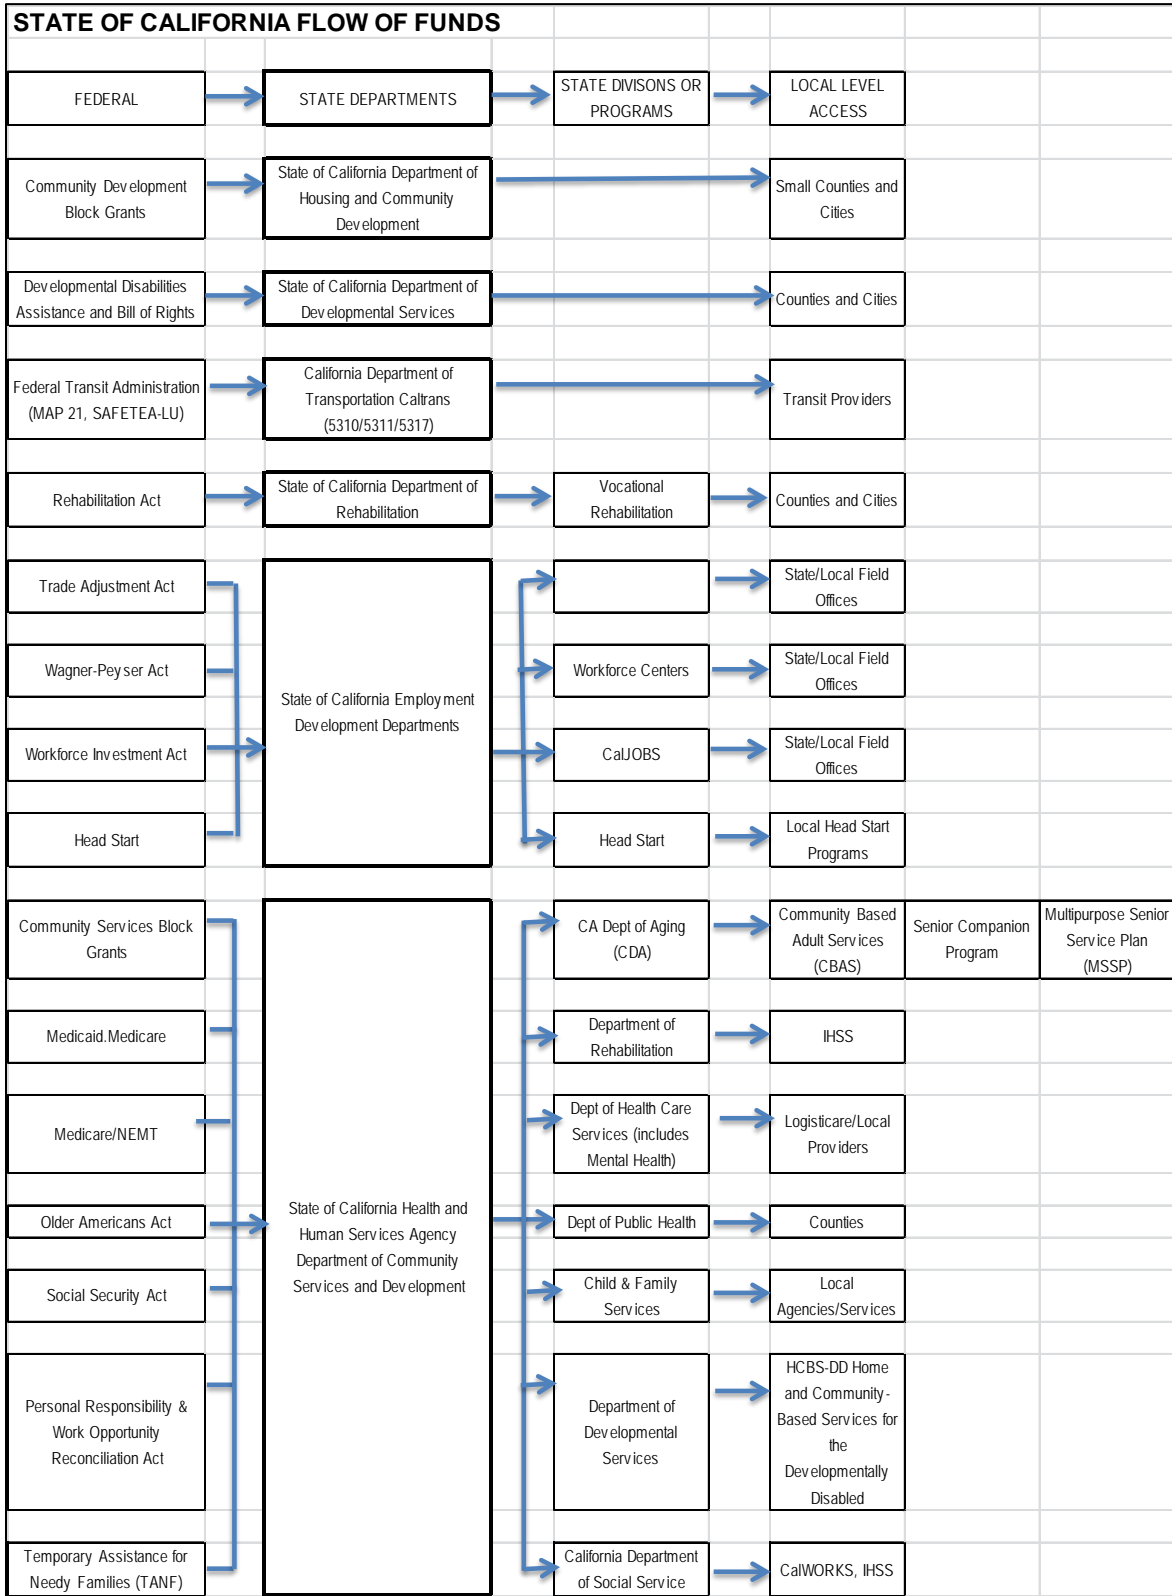 STATE OF CALIFORNIA FLOW OF FUNDS
FEDERAL
STATE DEPARTMENTS
STATE DIVISONS OR
PROGRAMS
LOCAL LEVEL
ACCESS
Community Development
Block Grants
State of California Department of
Housing and Community
Development
Small Counties and
Cities
Developmental Disabilities
Assistance and Bill of Rights
State of California Department of
Developmental Services
Counties and Cities
Federal Transit Administration
(MAP 21, SAFETEA-LU)
California Department of
Transportation Caltrans
(5310/5311/5317)
Transit Providers
Rehabilitation Act
State of California Department of
Rehabilitation
Vocational
Rehabilitation
Counties and Cities
Trade Adjustment Act
Wagner-Peyser Act
Workforce Investment Act
Head Start
State of California Employment
Development Departments
State/Local Field
Offices
Workforce Centers
State/Local Field
Offices
CalJOBS
State/Local Field
Offices
Head Start
Local Head Start
Programs
Community Services Block
Grants
Medicaid.Medicare
Medicare/NEMT
Older Americans Act
Social Security Act
Personal Responsibility &
Work Opportunity
Reconciliation Act
Temporary Assistance for
Needy Families (TANF)
State of California Health and
Human Services Agency
Department of Community
Services and Development
CA Dept of Aging
(CDA)
Community Based
Adult Services
(CBAS)
Senior Companion
Program
Multipurpose Senior
Service Plan
(MSSP)
Department of
Rehabilitation
IHSS
Dept of Health Care
Services (includes
Mental Health)
Logisticare/Local
Providers
Dept of Public Health
Counties
Child & Family
Services
Local
Agencies/Services
Department of
Developmental
Services
HCBS-DD Home
and Community-
Based Services for
the
Developmentally
Disabled
California Department
of Social Service
CalWORKS, IHSS